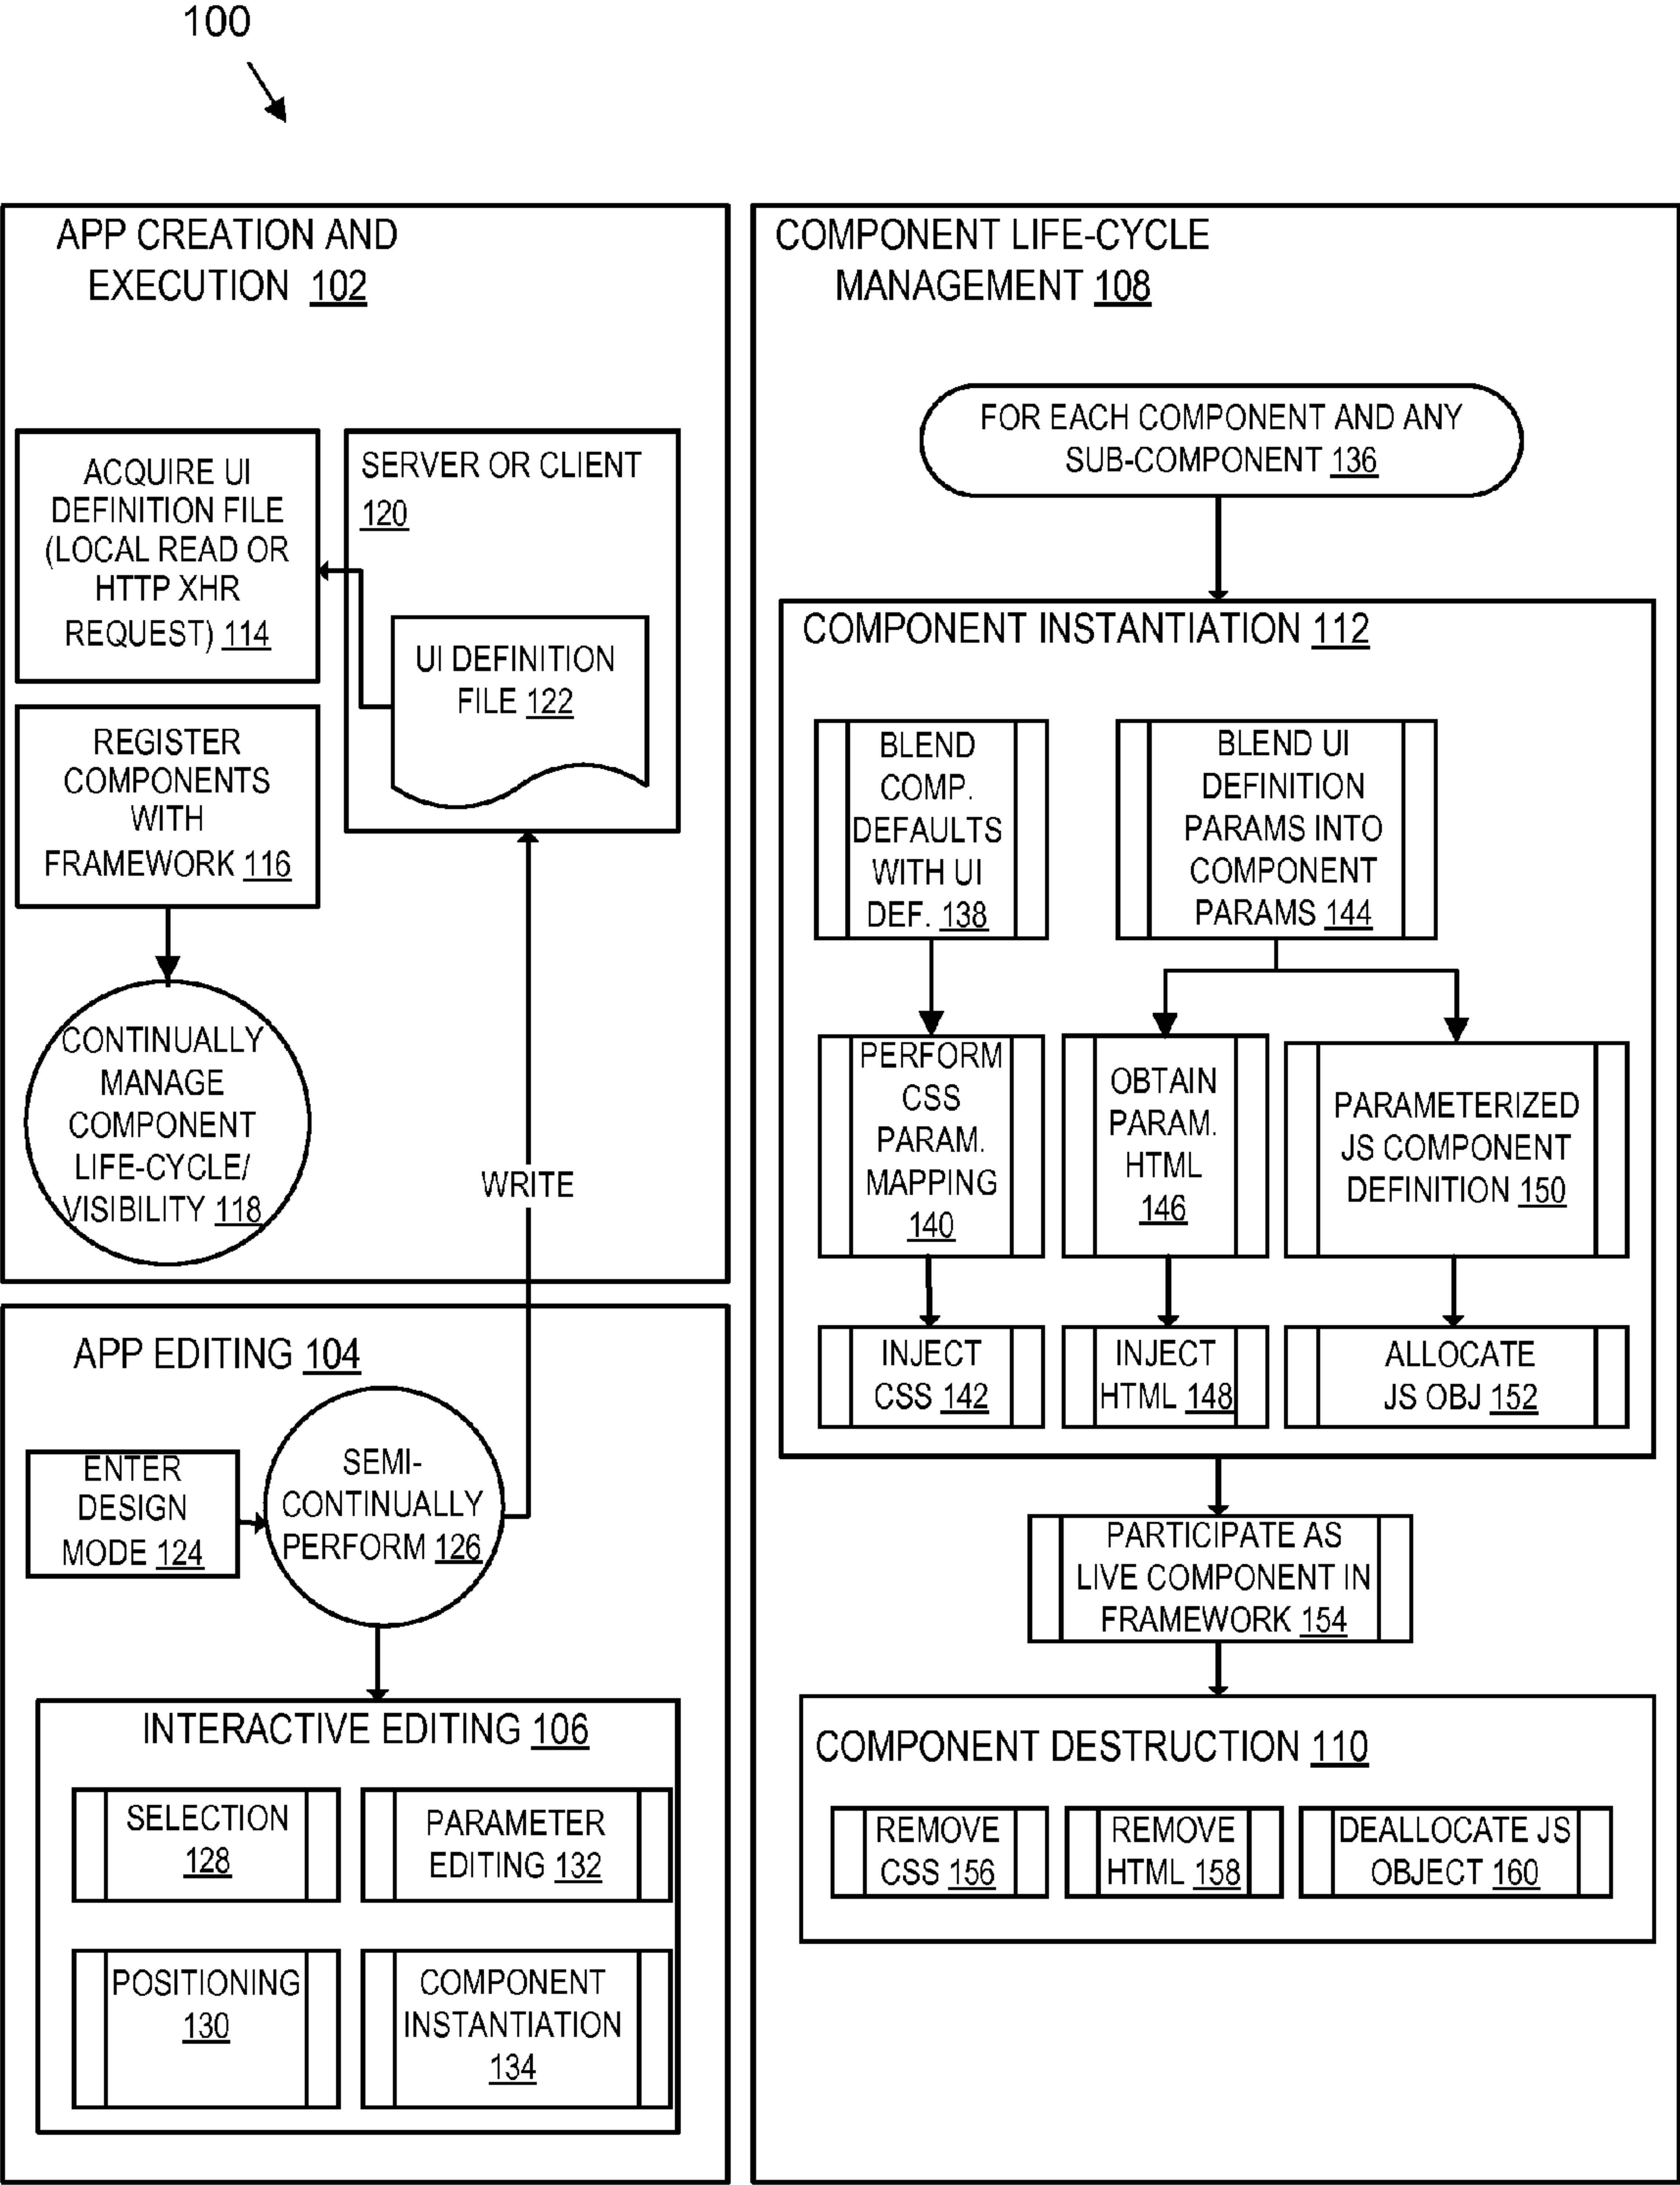 100
APP CREATION AND
EXECUTION 102
ACQUIRE UI
DEFINITION FILE
(LOCAL READ OR
HTTP XHR
REQUEST) 114
SERVER OR CLIENT
120
UI DEFINITION
FILE 122
REGISTER
COMPONENTS
WITH
FRAMEWORK 116
CONTINUALLY
MANAGE
COMPONENT
LIFE-CYCLE/
VISIBILITY 118
WRITE
APP EDITING 104
ENTER
DESIGN
MODE 124
SEMI-
CONTINUALLY
PERFORM 126
INTERACTIVE EDITING 106
SELECTION
128
PARAMETER
EDITING 132
POSITIONING
130
COMPONENT
INSTANTIATION
134
COMPONENT LIFE-CYCLE
MANAGEMENT 108
FOR EACH COMPONENT AND ANY
SUB-COMPONENT 136
COMPONENT INSTANTIATION 112
BLEND
COMP.
DEFAULTS
WITH UI
DEF. 138
BLEND UI
DEFINITION
PARAMS INTO
COMPONENT
PARAMS 144
PERFORM
CSS
PARAM.
MAPPING
140
OBTAIN
PARAM.
HTML
146
PARAMETERIZED
JS COMPONENT
DEFINITION 150
INJECT
CSS 142
INJECT
HTML 148
ALLOCATE
JS OBJ 152
PARTICIPATE AS
LIVE COMPONENT IN
FRAMEWORK 154
COMPONENT DESTRUCTION 110
REMOVE
CSS 156
REMOVE
HTML 158
DEALLOCATE JS
OBJECT 160